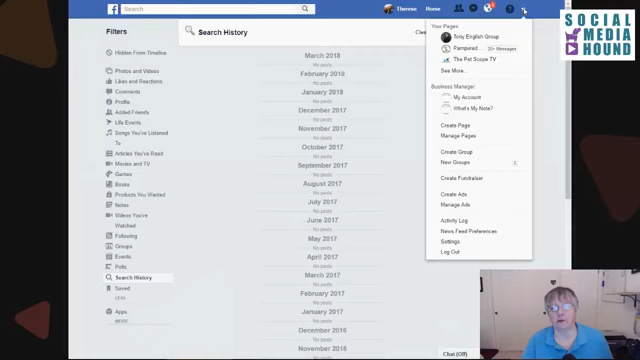 Search
Therese
Home
SOCIAL
MEDIA
HOUND
Filters
Hidden From Timeline
Photos and Videos
Likes and Reactions
Comments
Profile
Added Friends
Life Events
Songs You've Listened
To
Articles You've Read
Movies and TV
Games
Books
Products You Wanted
Notes
Videos You've
Watched
Following
Groups
Events
Polls
Search History
Saved
LESS
Apps
MORE
Search History
Clea
March 2018
No posts
February 2018
No posts
January 2018
No posts
December 2017
No posts
November 2017
No posts
October 2017
No posts
September 2017
No posts
August 2017
No posts
July 2017
No posts
June 2017
No posts
May 2017
No posts
April 2017
No posts
March 2017
No posts
February 2017
No posts
January 2017
No posts
December 2016
No posts
November 2016
No posts
Your Pages:
Tony English Group
Pampered ... 20+ Messages
The Pet Scope TV
See More...
Business Manager:
My Account
What's My Note?
Create Page
Manage Pages
Create Group
New Groups 2
Create Fundraiser
Create Ads
Manage Ads
Activity Log
News Feed Preferences
Settings
Log Out
Chat (Off)